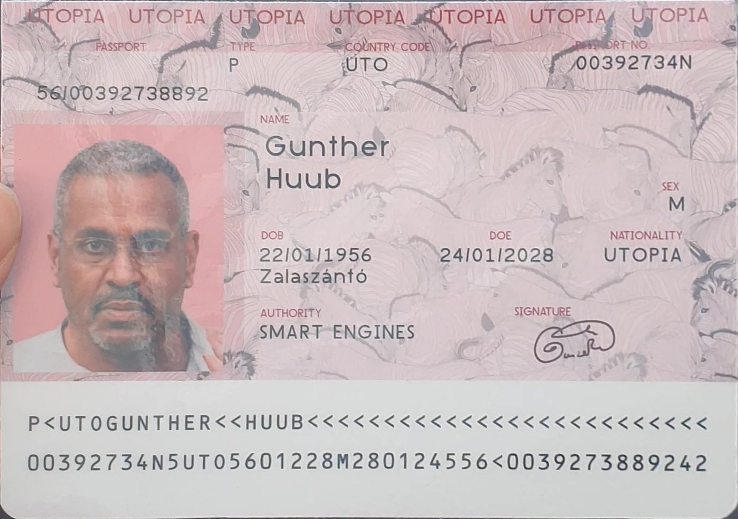 UTOPIA UTOPIA UTOPIA UTOPIA UTOPIA UTOPIA UTOPIA
PASSPORT TYPE COUNTRY CODE PASSPORT NO
P UTO 00392734N
56/00392738892
NAME
Gunther
Huub
SEX
M
DOB DOE NATIONALITY
22/01/1956 24/01/2028 UTOPIA
Zalaszántó
AUTHORITY SIGNATURE
SMART ENGINES
P<UTOGUNTHER<<HUUB<<<<<<<<<<<<<<<<<<<<<<<<<<
00392734N5UTO5601228M280124556<0039273889242